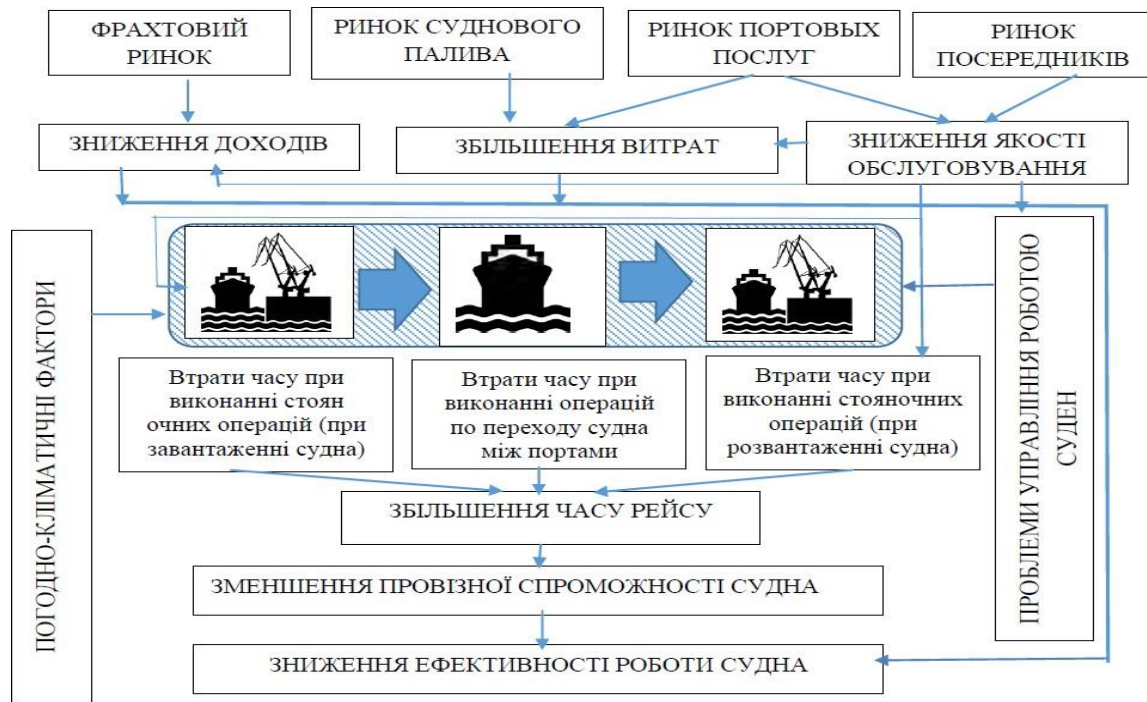 ФРАХТОВИЙ
РИНОК
РИНОК СУДНОВОГО
ПАЛИВА
РИНОК ПОРТОВЫХ
ПОСЛУГ
РИНОК
ПОСЕРЕДНИКІВ
ЗНИЖЕННЯ ДОХОДІВ
ЗБІЛЬШЕННЯ ВИТРАТ
ЗНИЖЕННЯ ЯКОСТІ
ОБСЛУГОВУВАННЯ
ПОГОДНО-КЛІМАТИЧНІ ФАКТОРИ
Втрати часу при
виконанні стоян
очних операцій (при
завантаженні судна)
Втрати часу при
виконанні операцій
по переходу судна
між портами
Втрати часу при
виконанні стояночних
операцій (при
розвантаженні судна)
ПРОБЛЕМИ УПРАВЛІННЯ РОБОТОЮ
СУДЕН
ЗБІЛЬШЕННЯ ЧАСУ РЕЙСУ
ЗМЕНШЕННЯ ПРОВІЗНОЇ СПРОМОЖНОСТІ СУДНА
ЗНИЖЕННЯ ЕФЕКТИВНОСТІ РОБОТИ СУДНА